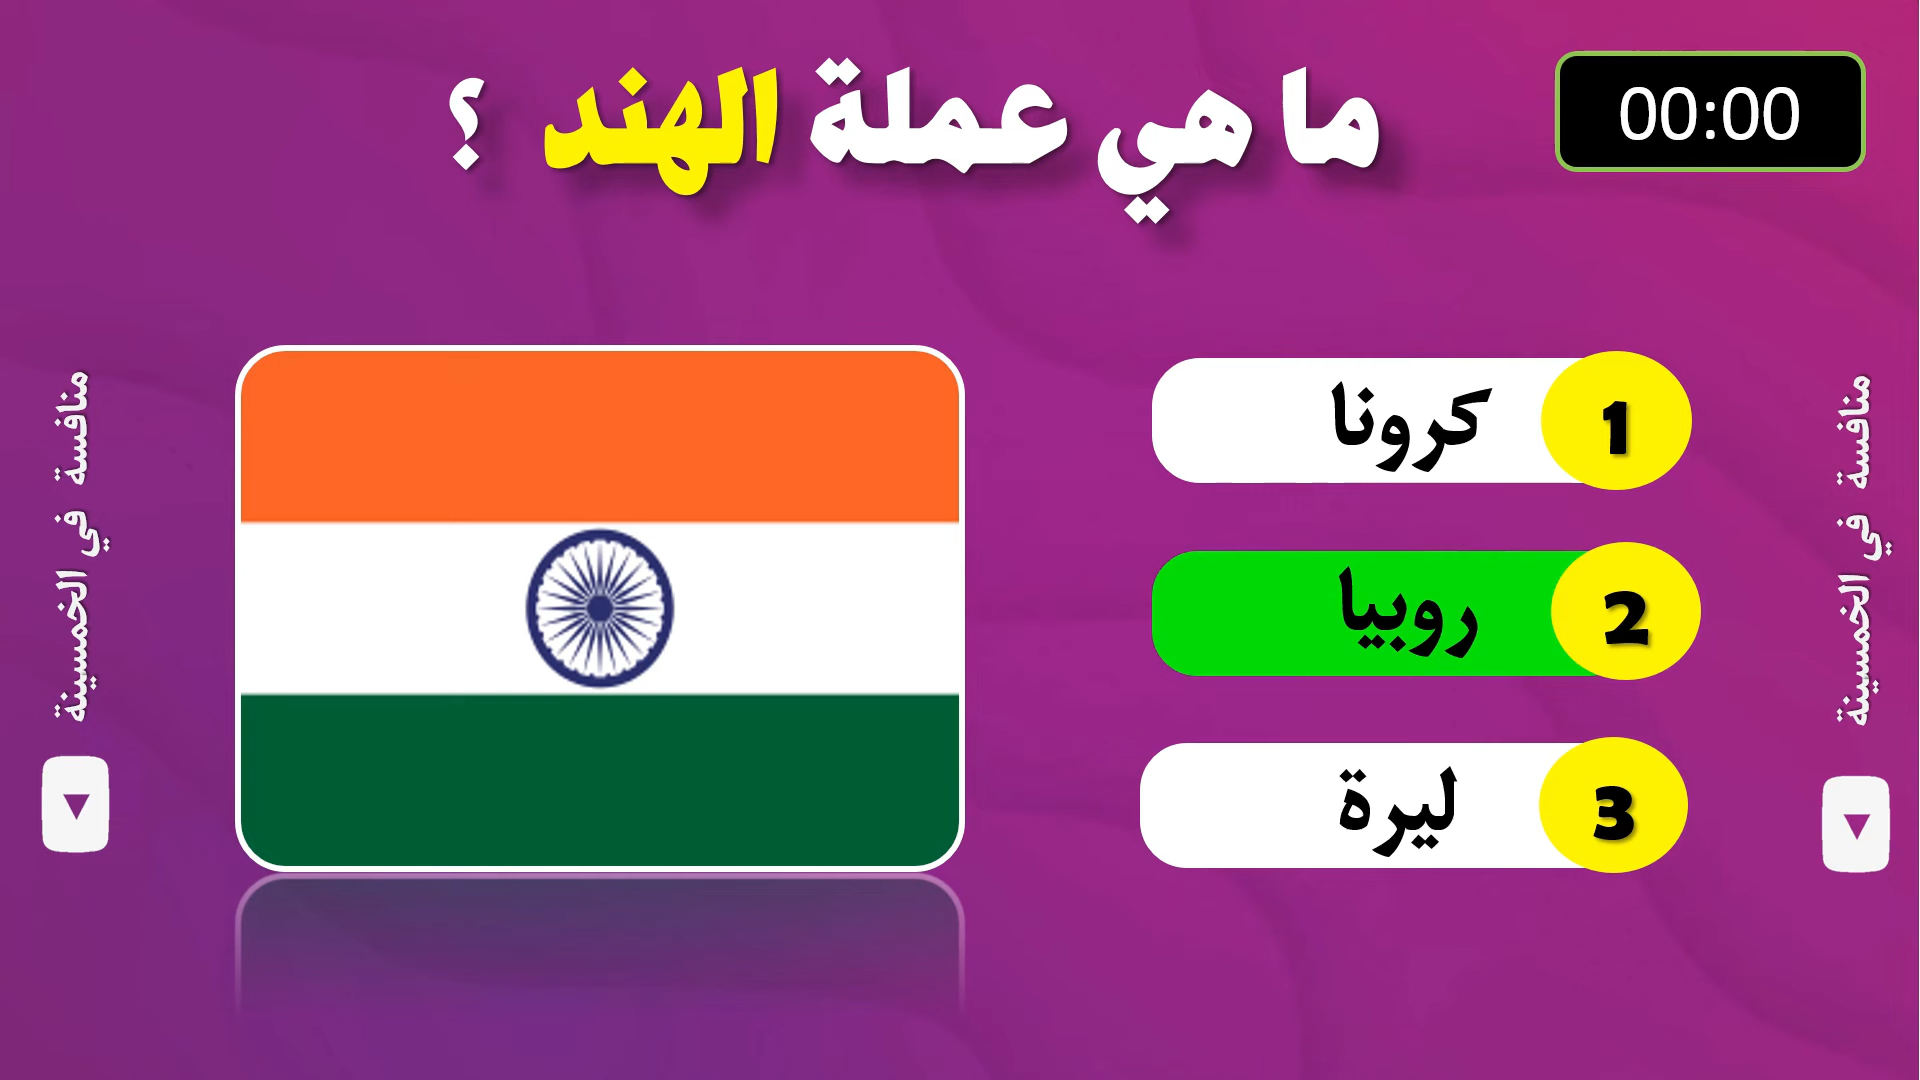 ما هي عملة الهند ؟
00:00
1 كرونا
2 روبيا
3 ليرة
منافسة في الخمسينة
منافسة في الخمسينة